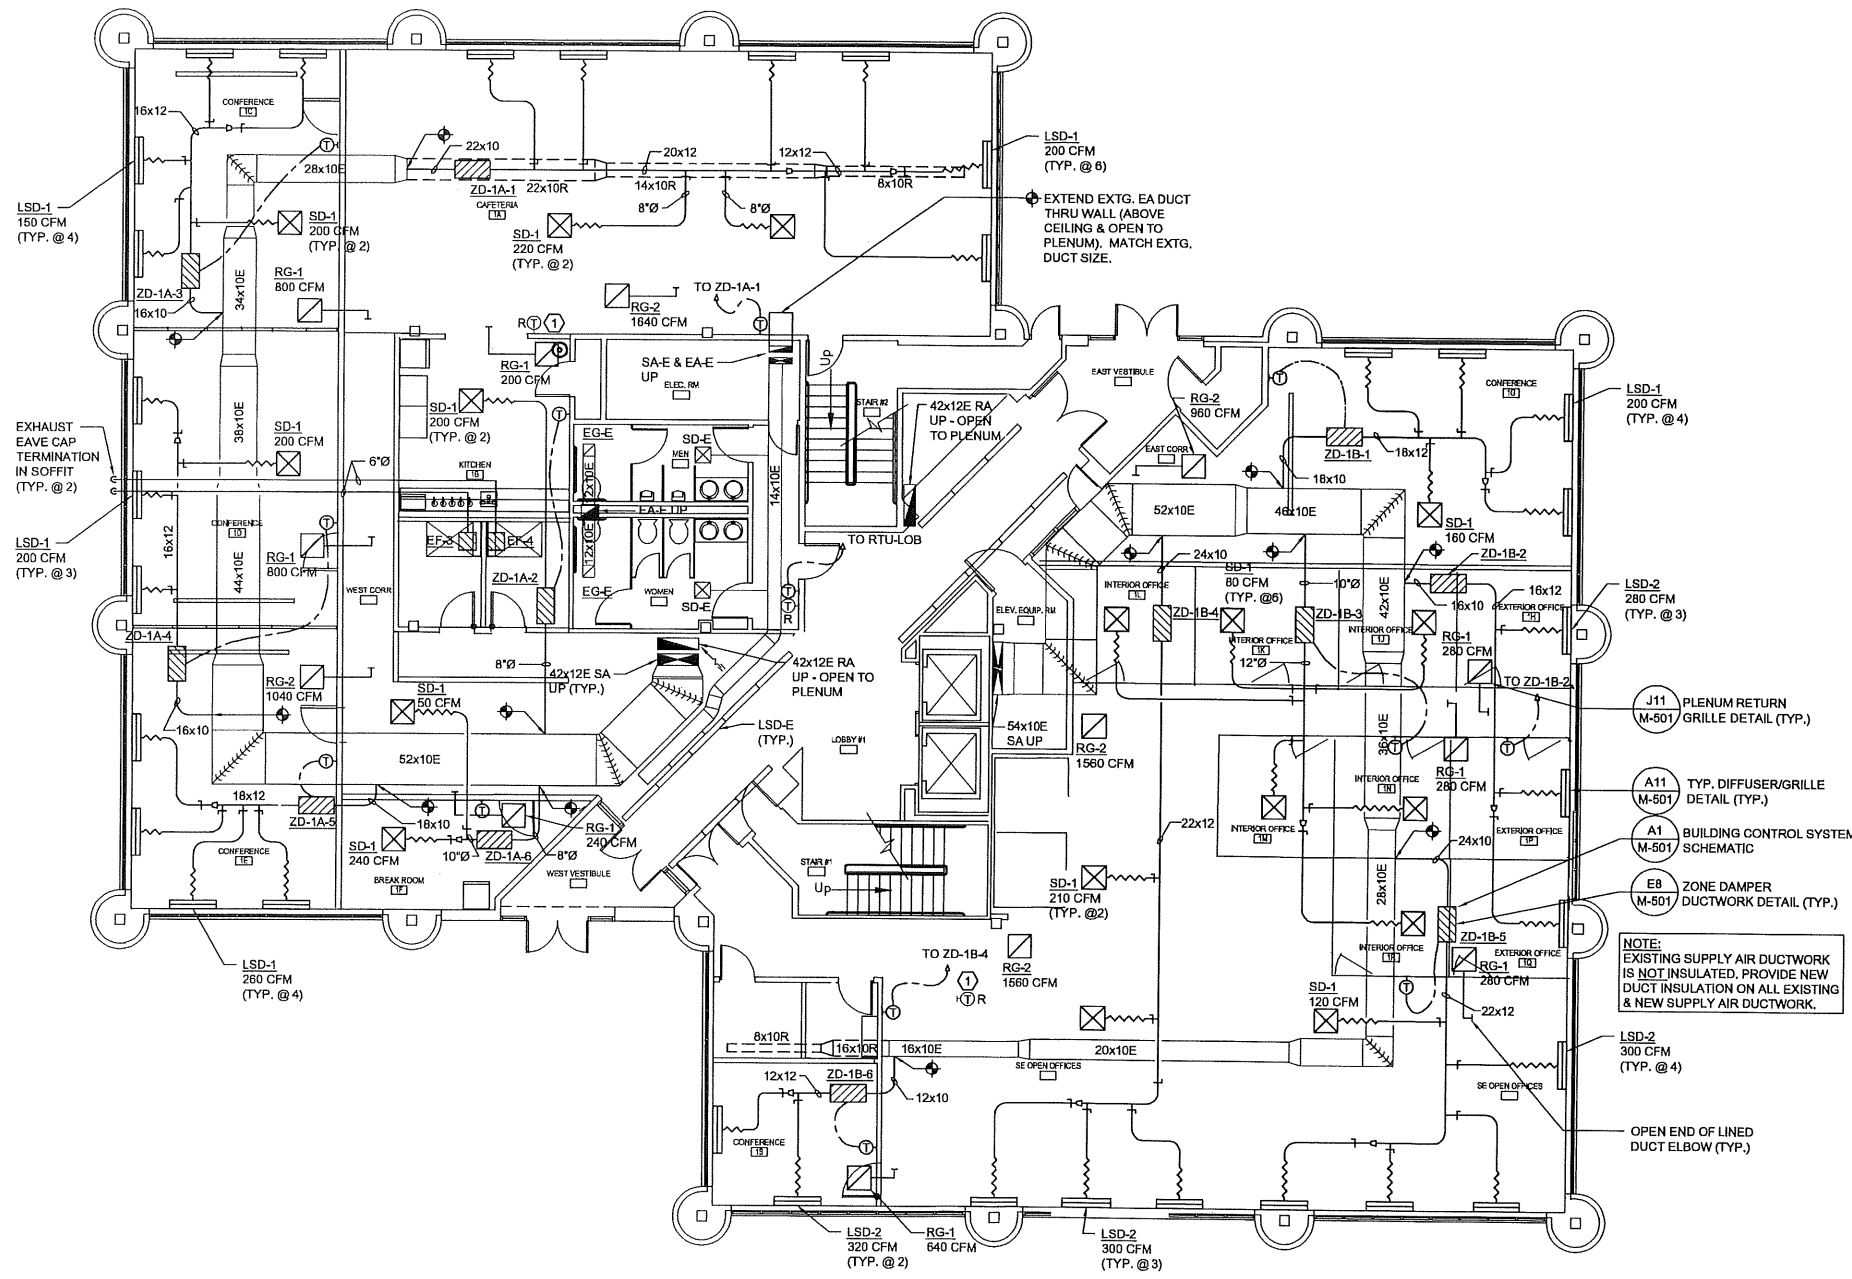 CONFERENCE
1C
16x12
28x10E
22x10
ZD-1A-1
22x10R
CAFETERIA
1A
20x12
14x10R
12x12
8x10R
8"Ø
8"Ø
LSD-1
200 CFM
(TYP. @ 6)
EXTEND EXTG. EA DUCT
THRU WALL (ABOVE
CEILING & OPEN TO
PLENUM). MATCH EXTG.
DUCT SIZE.
LSD-1
150 CFM
(TYP. @ 4)
SD-1
200 CFM
(TYP. @ 2)
SD-1
220 CFM
(TYP. @ 2)
ZD-1A-3
16x10
34x10E
RG-1
800 CFM
RG-2
1640 CFM
TO ZD-1A-1
T
R
1
RG-1
200 CFM
SA-E & EA-E
UP
ELEC. RM
Up
STAIR #2
42x12E RA
UP - OPEN
TO PLENUM
EAST VESTIBULE
RG-2
960 CFM
EAST CORR
CONFERENCE
LSD-1
200 CFM
(TYP. @ 4)
ZD-1B-1
18x12
18x10
EXHAUST
EAVE CAP
TERMINATION
IN SOFFIT
(TYP. @ 2)
38x10E
SD-1
200 CFM
6"Ø
SD-1
200 CFM
(TYP. @ 2)
KITCHEN
1B
EG-E
MEN
SD-E
12x10E
14x10E
EA-E UP
12x10E
TO RTU-LOB
52x10E
46x10E
SD-1
160 CFM
ZD-1B-2
LSD-1
200 CFM
(TYP. @ 3)
16x12
CONFERENCE
1D
44x10E
RG-1
800 CFM
WEST CORR
EF-3
EF-4
ZD-1A-2
EG-E
WOMEN
SD-E
INTERIOR OFFICE
1L
24x10
SD-1
80 CFM
(TYP. @6)
10"Ø
42x10E
16x10
16x12
EXTERIOR OFFICE
1H
LSD-2
280 CFM
(TYP. @ 3)
ELEV. EQUIP. RM
ZD-1B-4
ZD-1B-3
INTERIOR OFFICE
1K
INTERIOR OFFICE
1J
12"Ø
RG-1
280 CFM
TO ZD-1B-2
ZD-1A-4
RG-2
1040 CFM
16x10
8"Ø
SD-1
50 CFM
42x12E SA
UP (TYP.)
42x12E RA
UP - OPEN TO
PLENUM
LSD-E
(TYP.)
LOBBY #1
54x10E
SA UP
RG-2
1560 CFM
36x10E
RG-1
280 CFM
J11
M-501
PLENUM RETURN
GRILLE DETAIL (TYP.)
52x10E
18x12
ZD-1A-5
18x10
SD-1
240 CFM
10"Ø
ZD-1A-6
8"Ø
RG-1
240 CFM
CONFERENCE
1E
BREAK ROOM
1F
WEST VESTIBULE
STAIR #1
Up
INTERIOR OFFICE
1N
INTERIOR OFFICE
1M
22x12
24x10
EXTERIOR OFFICE
1P
A11
M-501
TYP. DIFFUSER/GRILLE
DETAIL (TYP.)
A1
M-501
BUILDING CONTROL SYSTEM
SCHEMATIC
E8
M-501
ZONE DAMPER
DUCTWORK DETAIL (TYP.)
SD-1
210 CFM
(TYP. @2)
28x10E
LSD-1
260 CFM
(TYP. @ 4)
TO ZD-1B-4
1
T R
RG-2
1560 CFM
INTERIOR OFFICE
1R
ZD-1B-5
EXTERIOR OFFICE
1Q
RG-1
280 CFM
SD-1
120 CFM
22x12
NOTE:
EXISTING SUPPLY AIR DUCTWORK
IS NOT INSULATED. PROVIDE NEW
DUCT INSULATION ON ALL EXISTING
& NEW SUPPLY AIR DUCTWORK.
8x10R
16x10R
16x10E
20x10E
SE OPEN OFFICES
LSD-2
300 CFM
(TYP. @ 4)
12x12
ZD-1B-6
12x10
SE OPEN OFFICES
CONFERENCE
1S
OPEN END OF LINED
DUCT ELBOW (TYP.)
LSD-2
320 CFM
(TYP. @ 2)
RG-1
640 CFM
LSD-2
300 CFM
(TYP. @ 3)